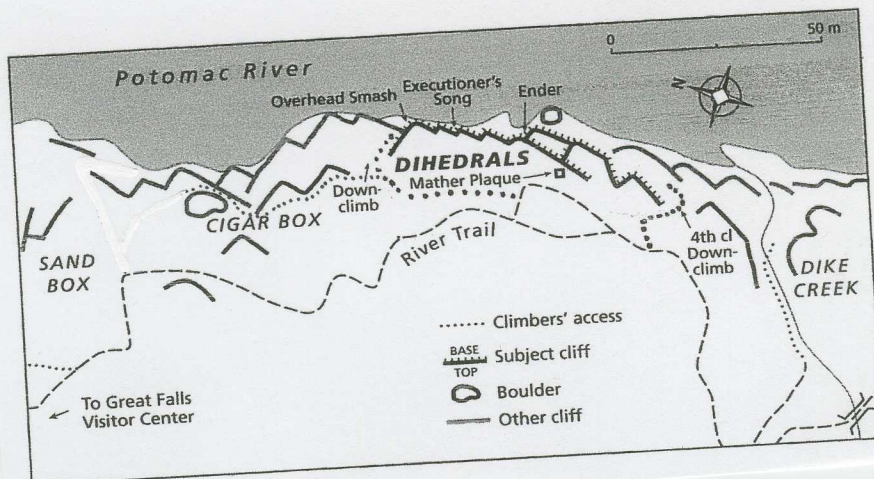 0 50 m
Potomac River
N
Overhead Smash
Executioner's
Song
Ender
DIHEDRALS
Mather Plaque
Down-
climb
CIGAR BOX
River Trail
SAND
BOX
4th cl
Down-
climb
DIKE
CREEK
Climbers' access
BASE
TOP
Subject cliff
Boulder
Other cliff
To Great Falls
Visitor Center